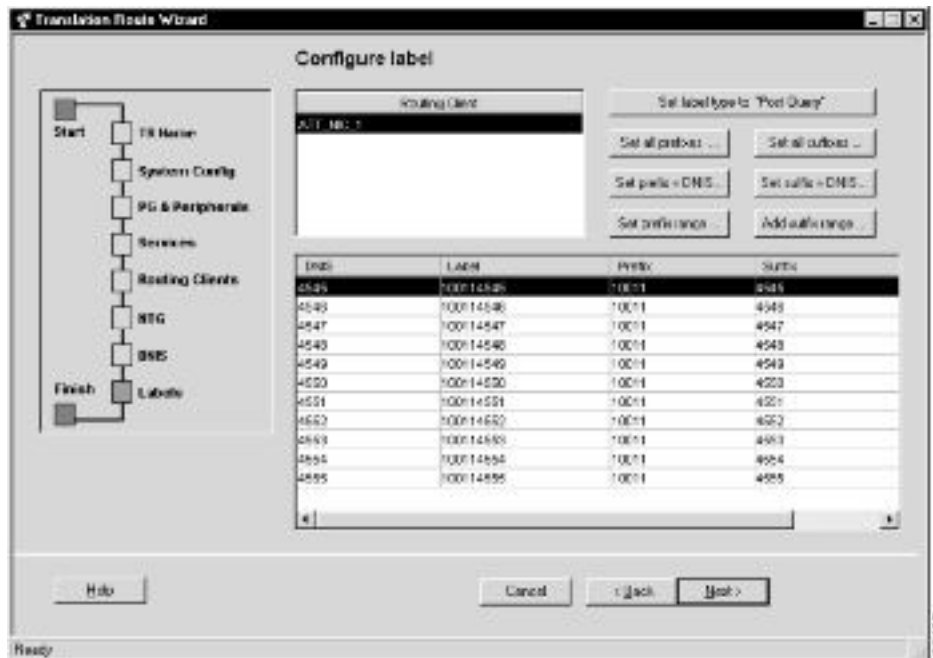 Translation Route Wizard
Configure label
Start
TR Name
System Config
PG & Peripherals
Services
Routing Clients
NTG
DNIS
Finish
Labels
Routing Client
ATT_NIC_1
Set label type to "Post Query"
Set all prefixes ...
Set all suffixes ...
Set prefix = DNIS...
Set suffix = DNIS...
Set prefix range ...
Add suffix range ...
DNIS Label Prefix Suffix
4545 100114545 10011 4545
4546 100114546 10011 4546
4547 100114547 10011 4547
4548 100114548 10011 4548
4549 100114549 10011 4549
4550 100114550 10011 4550
4551 100114551 10011 4551
4552 100114552 10011 4552
4553 100114553 10011 4553
4554 100114554 10011 4554
4555 100114555 10011 4555
Help
Cancel
< Back
Next >
Ready